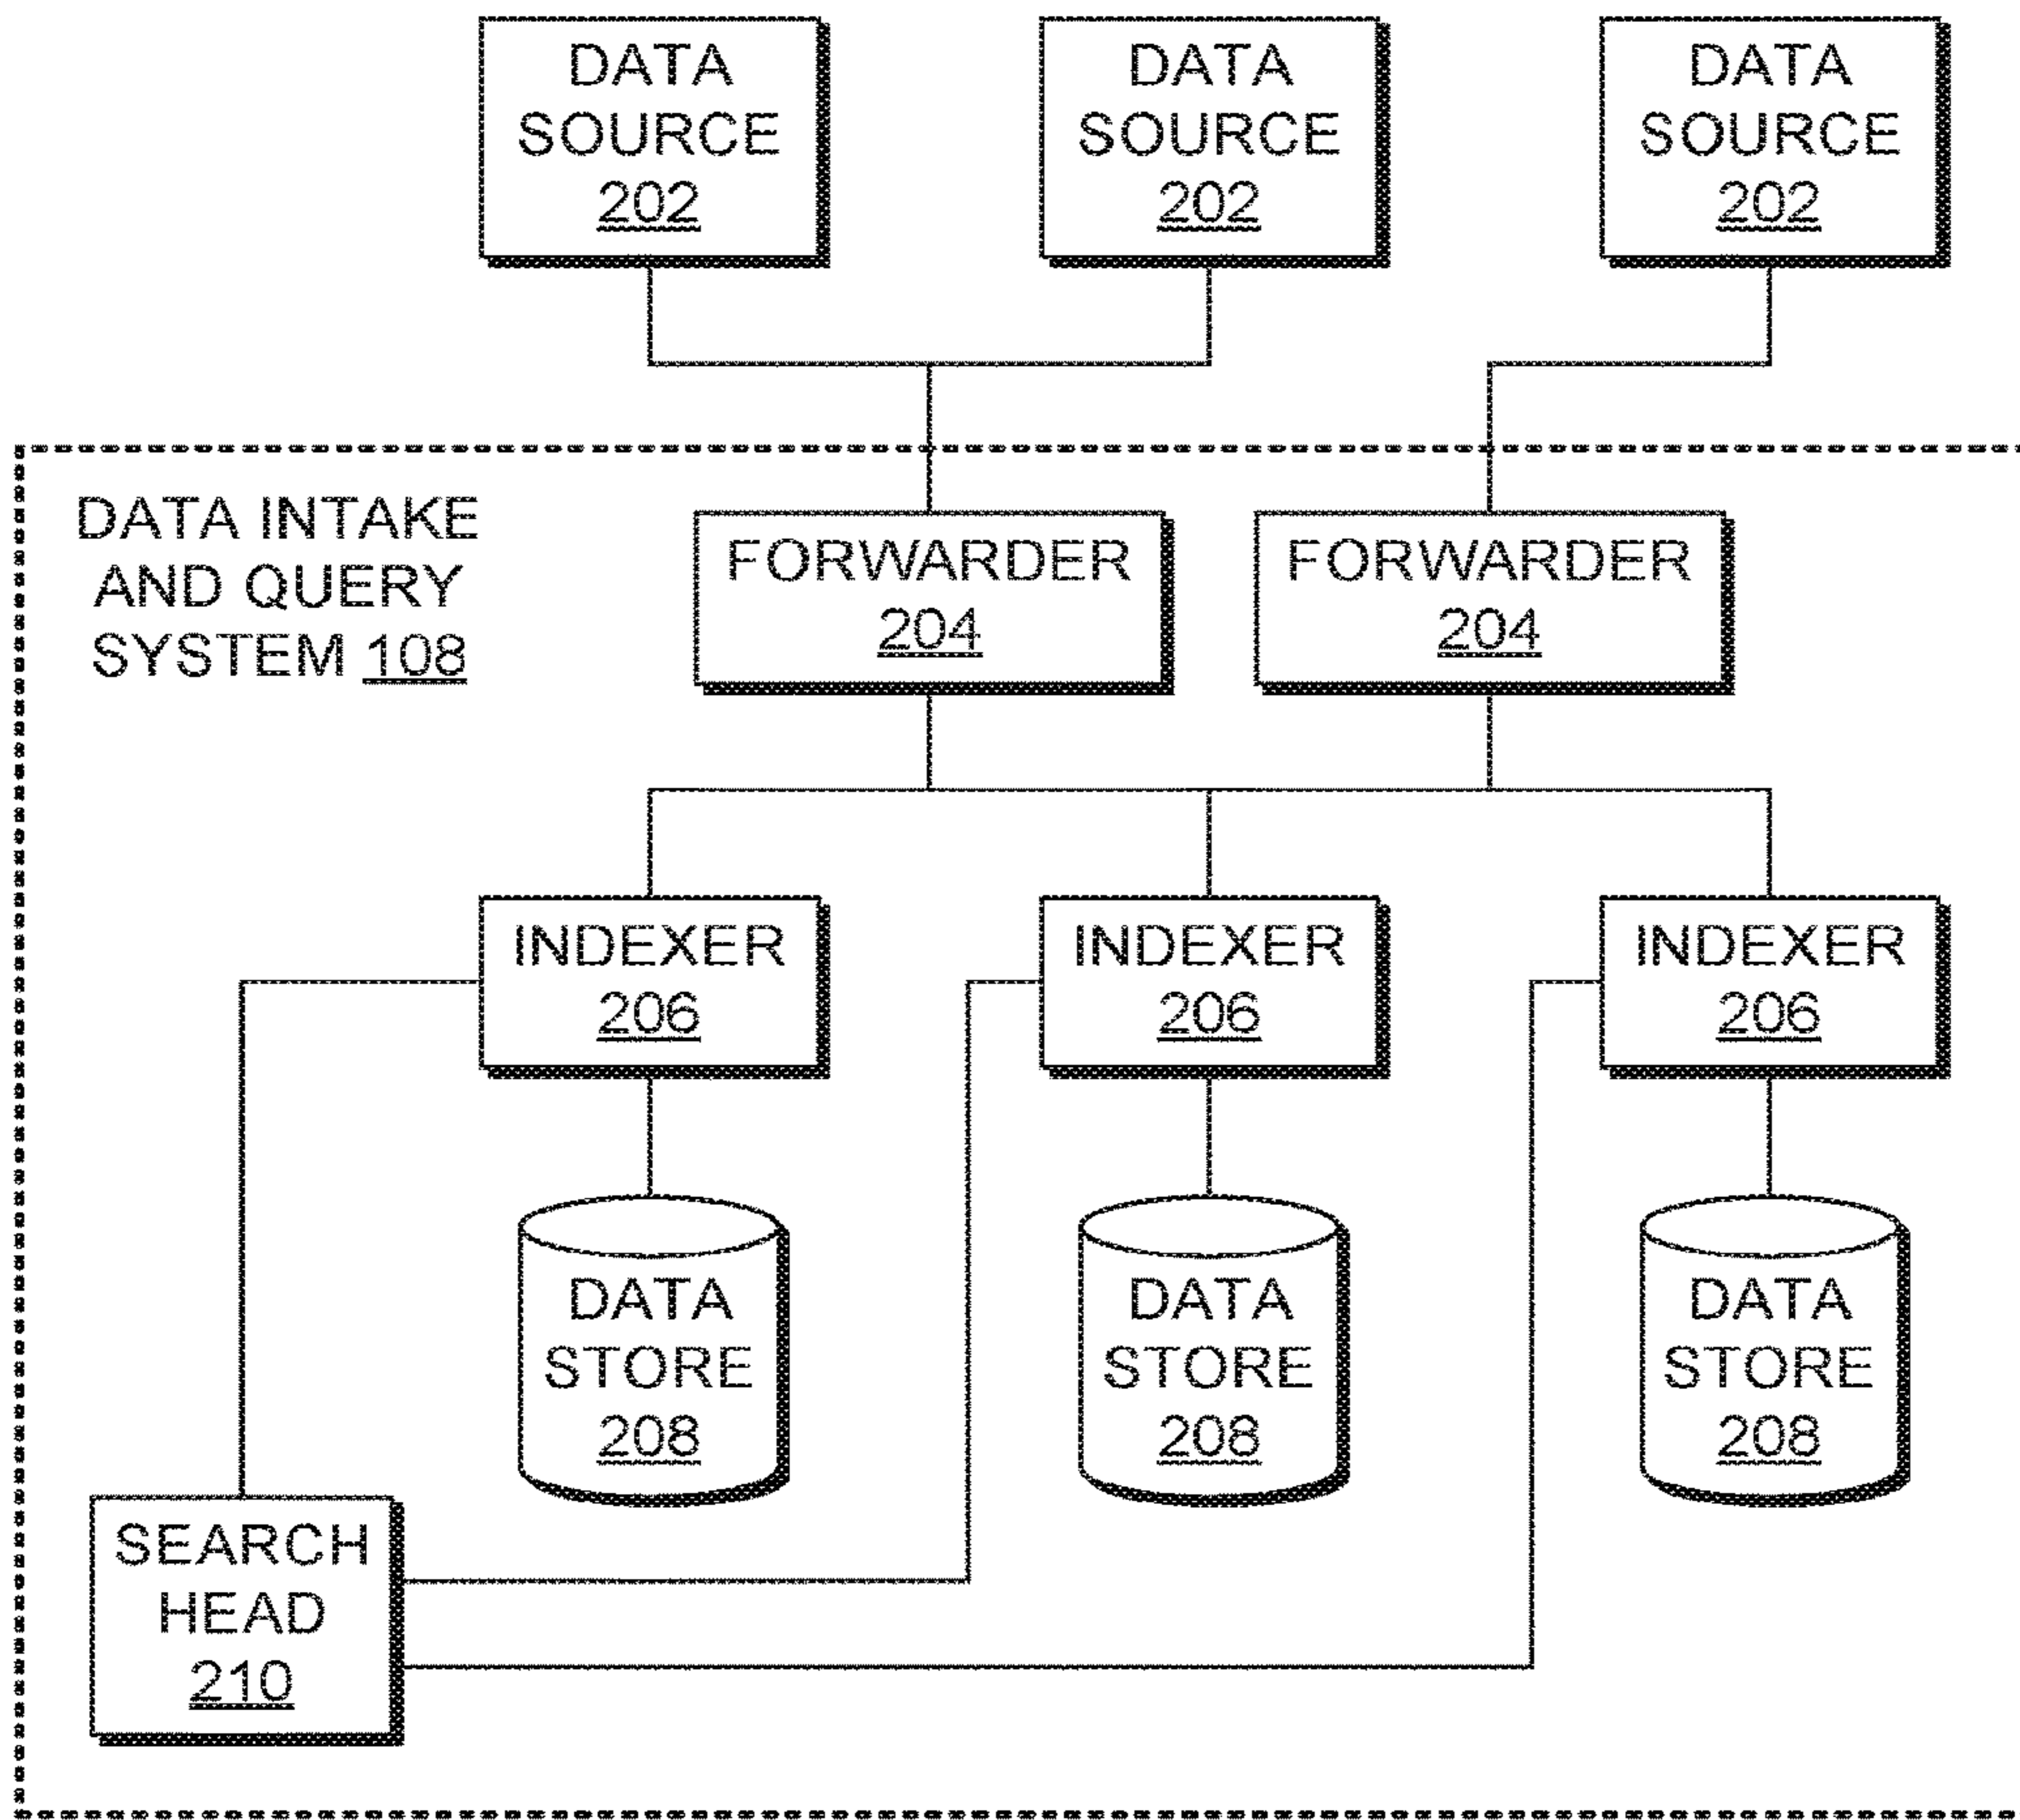 DATA
SOURCE
202
DATA
SOURCE
202
DATA
SOURCE
202
DATA INTAKE
AND QUERY
SYSTEM 108
FORWARDER
204
FORWARDER
204
INDEXER
206
INDEXER
206
INDEXER
206
DATA
STORE
208
DATA
STORE
208
DATA
STORE
208
SEARCH
HEAD
210